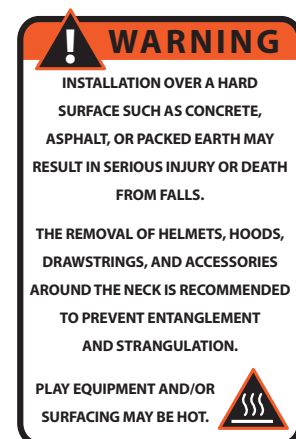 ! WARNING
INSTALLATION OVER A HARD
SURFACE SUCH AS CONCRETE,
ASPHALT, OR PACKED EARTH MAY
RESULT IN SERIOUS INJURY OR DEATH
FROM FALLS.
THE REMOVAL OF HELMETS, HOODS,
DRAWSTRINGS, AND ACCESSORIES
AROUND THE NECK IS RECOMMENDED
TO PREVENT ENTANGLEMENT
AND STRANGULATION.
PLAY EQUIPMENT AND/OR
SURFACING MAY BE HOT.